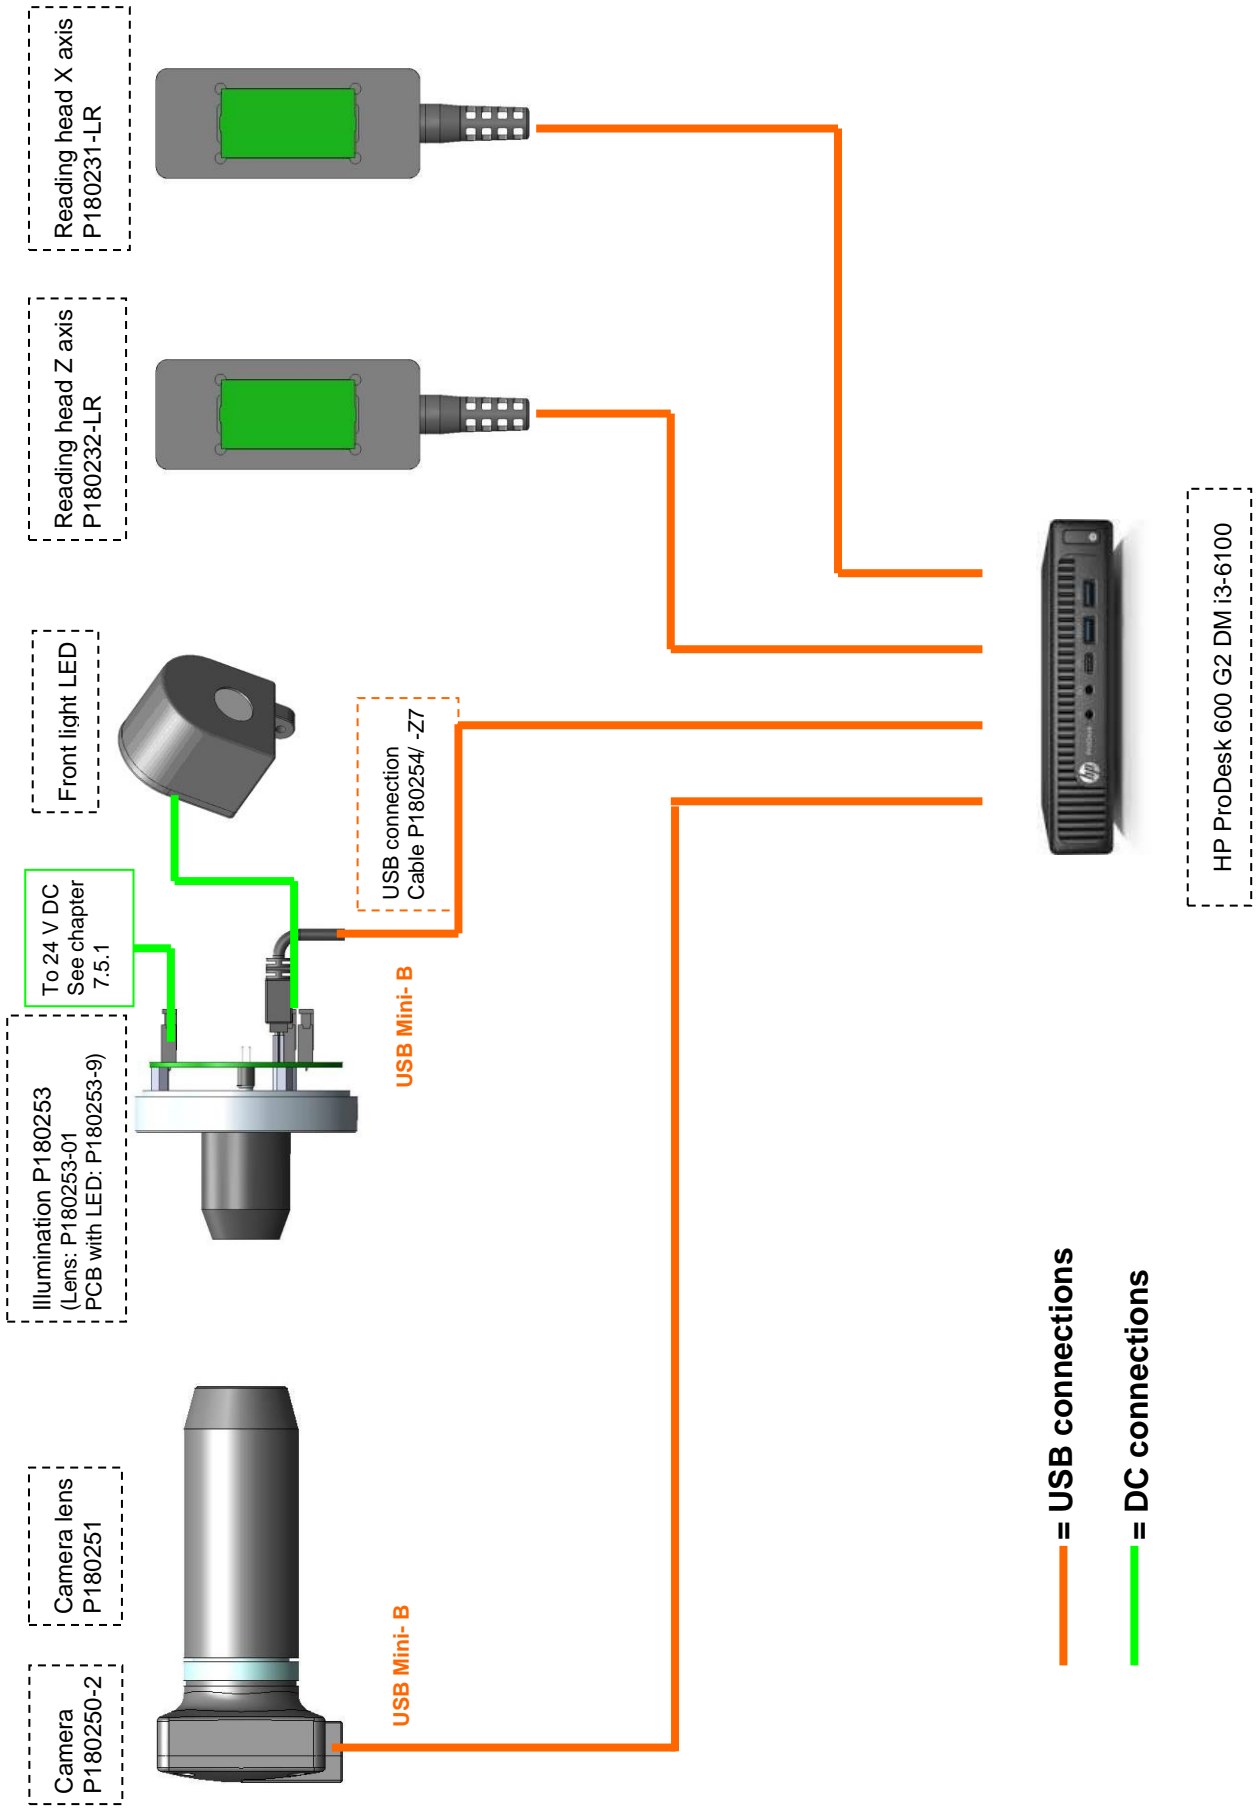 Camera
P180250-2
Camera lens
P180251
Illumination P180253
(Lens: P180253-01
PCB with LED: P180253-9)
To 24 V DC
See chapter
7.5.1
Front light LED
Reading head Z axis
P180232-LR
Reading head X axis
P180231-LR
USB Mini- B
USB Mini- B
USB connection
Cable P180254/ -Z7
= USB connections
= DC connections
hp ProDesk
HP ProDesk 600 G2 DM i3-6100